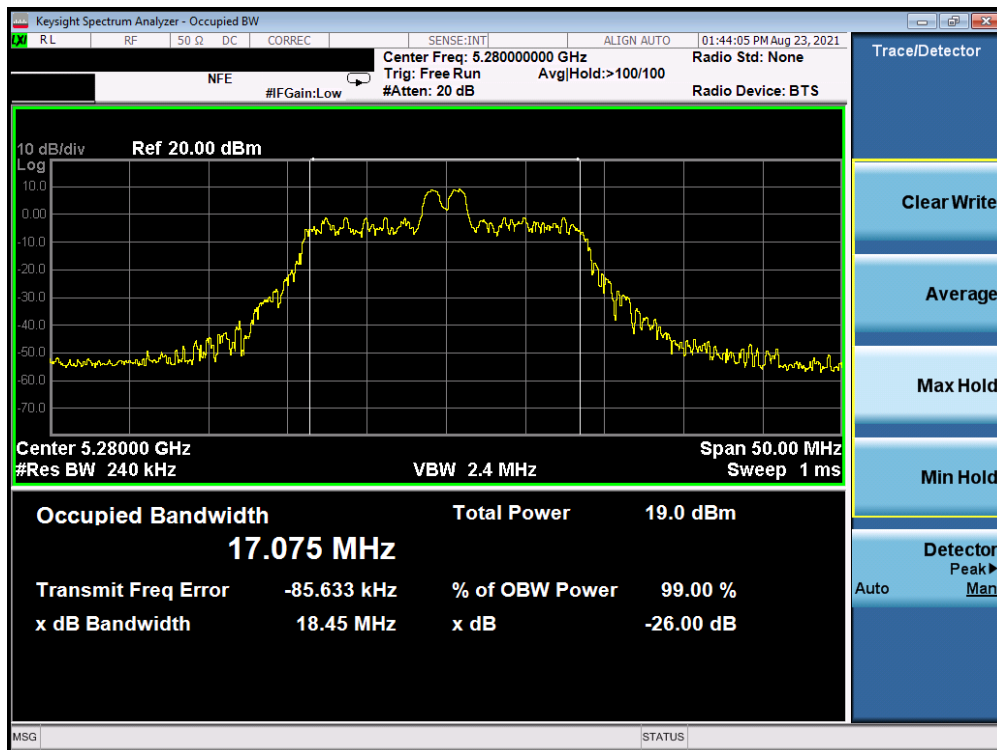 Keysight Spectrum Analyzer - Occupied BW
LXI RL RF 50 Ω DC CORREC SENSE:INT ALIGN AUTO 01:44:05 PM Aug 23, 2021
NFE
#IFGain:Low
Center Freq: 5.280000000 GHz
Trig: Free Run Avg|Hold:>100/100
#Atten: 20 dB
Radio Std: None
Radio Device: BTS
Trace/Detector
10 dB/div Ref 20.00 dBm
Log
10.0
0.00
-10.0
-20.0
-30.0
-40.0
-50.0
-60.0
-70.0
Center 5.28000 GHz Span 50.00 MHz
#Res BW 240 kHz VBW 2.4 MHz Sweep 1 ms
Occupied Bandwidth Total Power 19.0 dBm
17.075 MHz
Transmit Freq Error -85.633 kHz % of OBW Power 99.00 %
x dB Bandwidth 18.45 MHz x dB -26.00 dB
Clear Write
Average
Max Hold
Min Hold
Detector
Peak▶
Auto Man
MSG STATUS